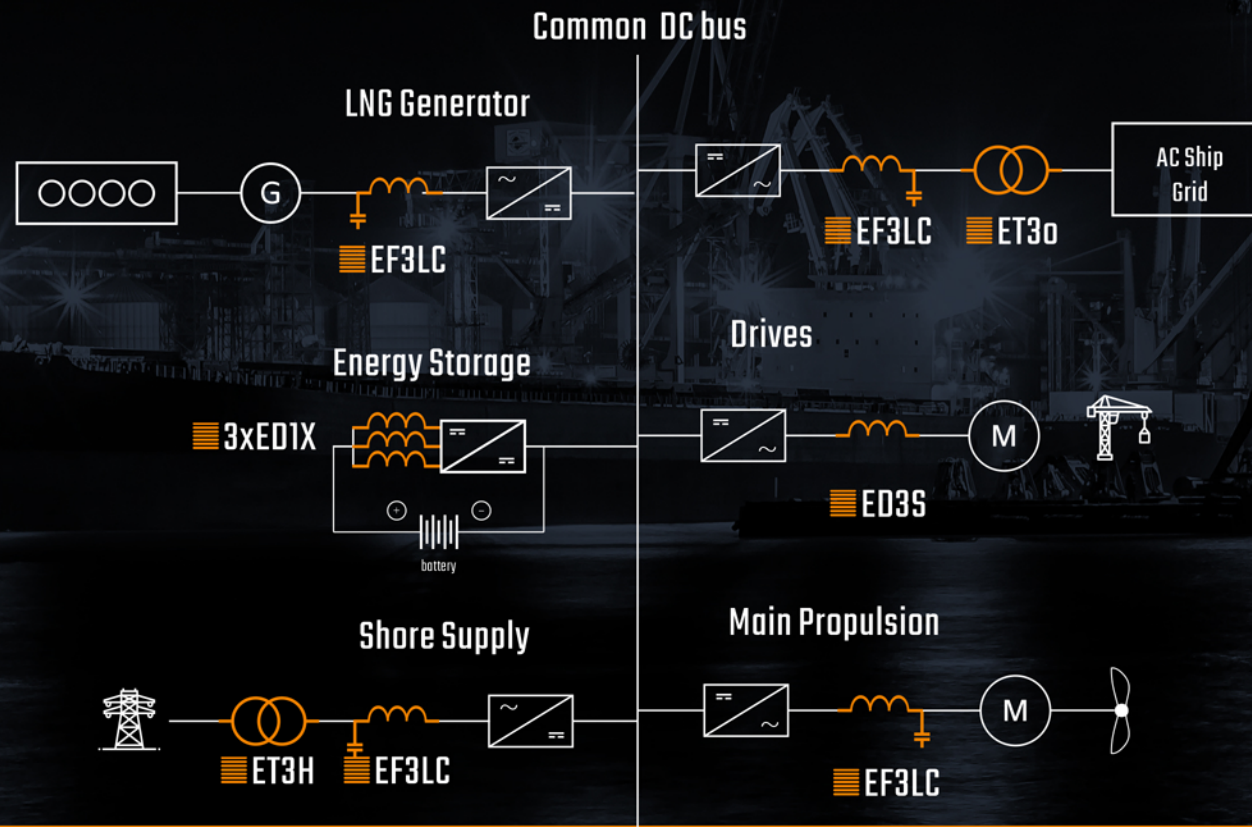 Common DC bus
LNG Generator
G
EF3LC
AC Ship
Grid
EF3LC
ET3o
Energy Storage
3xED1X
+
-
battery
Drives
M
ED3S
Shore Supply
ET3H
EF3LC
Main Propulsion
M
EF3LC